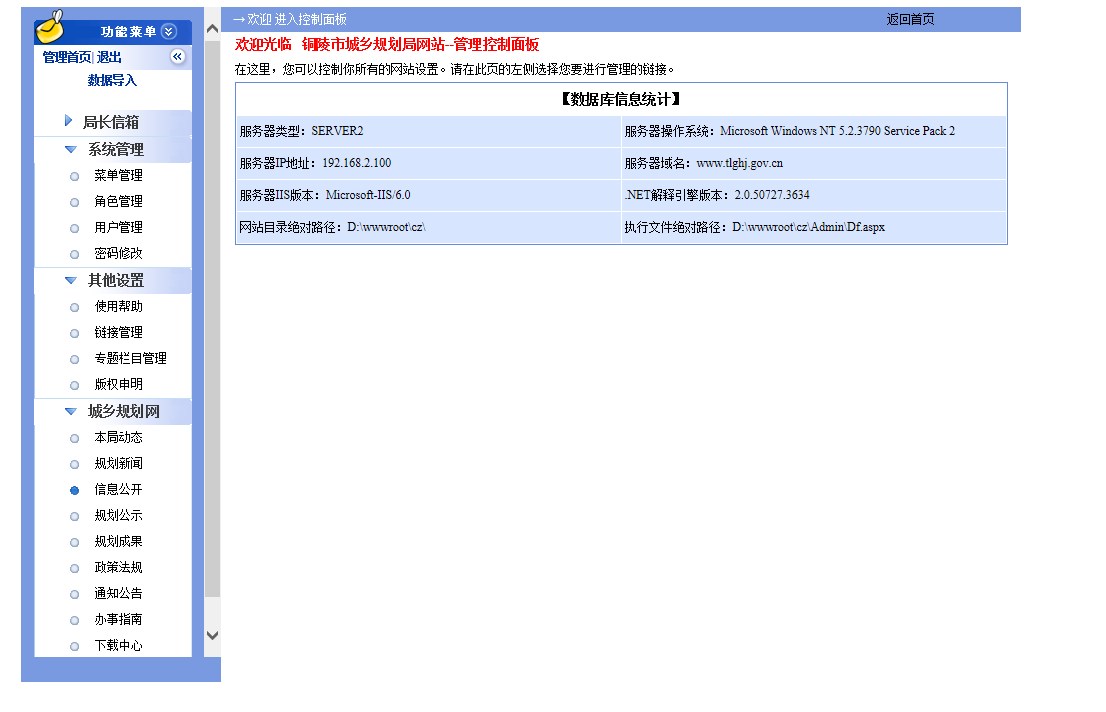 功能菜单
管理首页| 退出
数据导入
局长信箱
系统管理
菜单管理
角色管理
用户管理
密码修改
其他设置
使用帮助
链接管理
专题栏目管理
版权申明
城乡规划网
本局动态
规划新闻
信息公开
规划公示
规划成果
政策法规
通知公告
办事指南
下载中心
→欢迎 进入控制面板 返回首页
欢迎光临 铜陵市城乡规划局网站--管理控制面板
在这里，您可以控制你所有的网站设置。请在此页的左侧选择您要进行管理的链接。
【数据库信息统计】
服务器类型：SERVER2 服务器操作系统：Microsoft Windows NT 5.2.3790 Service Pack 2
服务器IP地址：192.168.2.100 服务器域名：www.tlghj.gov.cn
服务器IIS版本：Microsoft-IIS/6.0 .NET解释引擎版本：2.0.50727.3634
网站目录绝对路径：D:\wwwroot\cz\ 执行文件绝对路径：D:\wwwroot\cz\Admin\Df.aspx